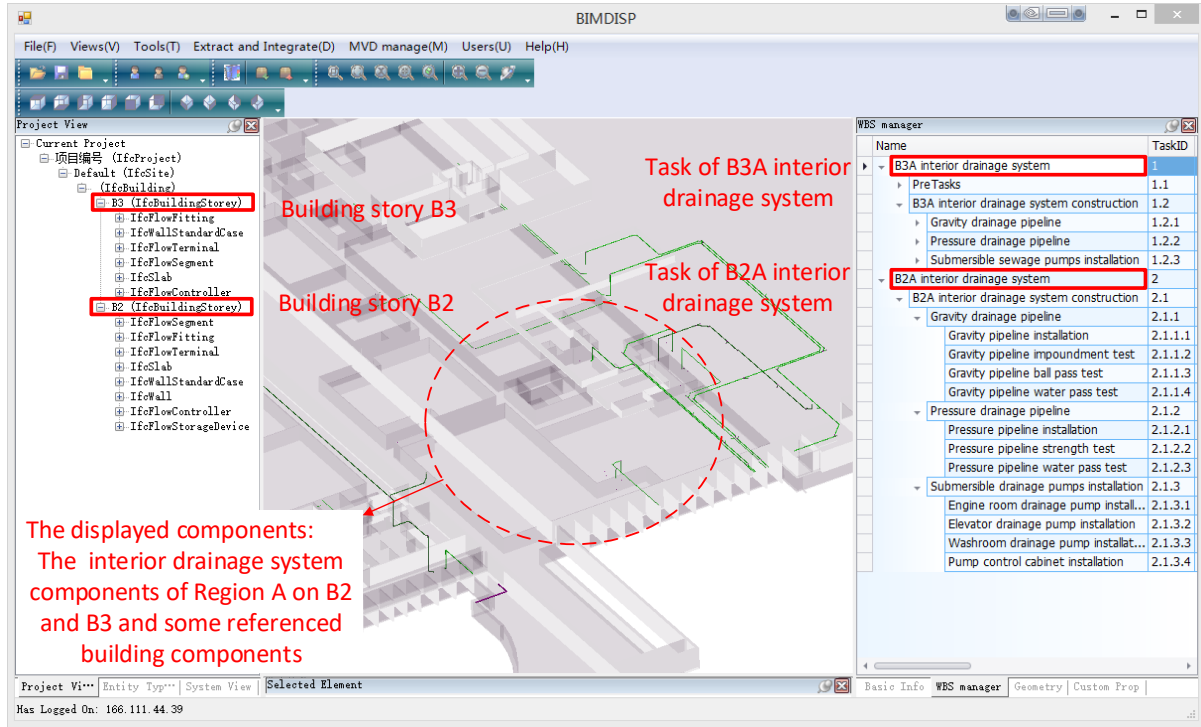 BIMDISP
File(F) Views(V) Tools(T) Extract and Integrate(D) MVD manage(M) Users(U) Help(H)
Project View
Current Project
项目编号 (IfcProject)
Default (IfcSite)
(IfcBuilding)
B3 (IfcBuildingStorey)
IfcFlowFitting
IfcWallStandardCase
IfcFlowTerminal
IfcFlowSegment
IfcSlab
IfcFlowController
B2 (IfcBuildingStorey)
IfcFlowSegment
IfcFlowFitting
IfcFlowTerminal
IfcSlab
IfcWallStandardCase
IfcWall
IfcFlowController
IfcFlowStorageDevice
Building story B3
Building story B2
Task of B3A interior
drainage system
Task of B2A interior
drainage system
The displayed components:
The interior drainage system
components of Region A on B2
and B3 and some referenced
building components
WBS manager
Name TaskID
B3A interior drainage system 1
PreTasks 1.1
B3A interior drainage system construction 1.2
Gravity drainage pipeline 1.2.1
Pressure drainage pipeline 1.2.2
Submersible sewage pumps installation 1.2.3
B2A interior drainage system 2
B2A interior drainage system construction 2.1
Gravity drainage pipeline 2.1.1
Gravity pipeline installation 2.1.1.1
Gravity pipeline impoundment test 2.1.1.2
Gravity pipeline ball pass test 2.1.1.3
Gravity pipeline water pass test 2.1.1.4
Pressure drainage pipeline 2.1.2
Pressure pipeline installation 2.1.2.1
Pressure pipeline strength test 2.1.2.2
Pressure pipeline water pass test 2.1.2.3
Submersible drainage pumps installation 2.1.3
Engine room drainage pump install... 2.1.3.1
Elevator drainage pump installation 2.1.3.2
Washroom drainage pump installat... 2.1.3.3
Pump control cabinet installation 2.1.3.4
Project Vi··· Entity Typ··· System View
Selected Element
Basic Info WBS manager Geometry Custom Prop
Has Logged On: 166.111.44.39